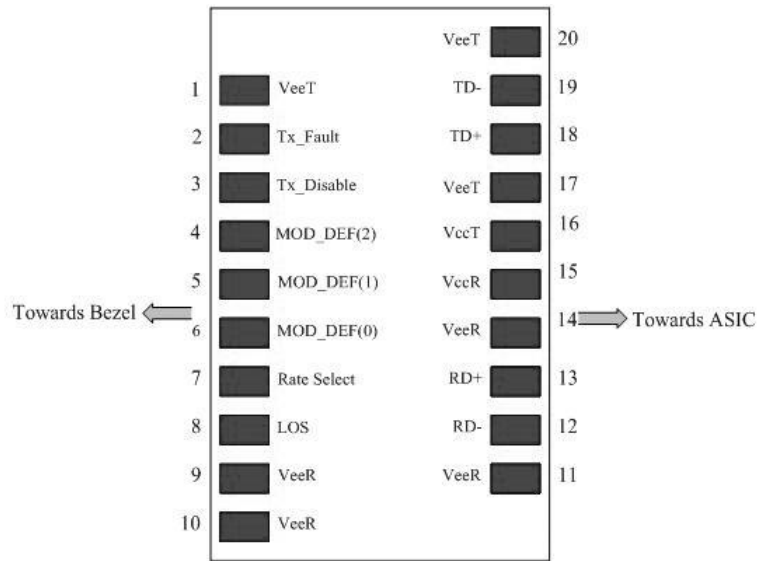 VeeT 20
1 VeeT TD- 19
2 Tx_Fault TD+ 18
3 Tx_Disable VeeT 17
4 MOD_DEF(2) VccT 16
5 MOD_DEF(1) VccR 15
Towards Bezel
6 MOD_DEF(0) VeeR 14
Towards ASIC
7 Rate Select RD+ 13
8 LOS RD- 12
9 VeeR VeeR 11
10 VeeR